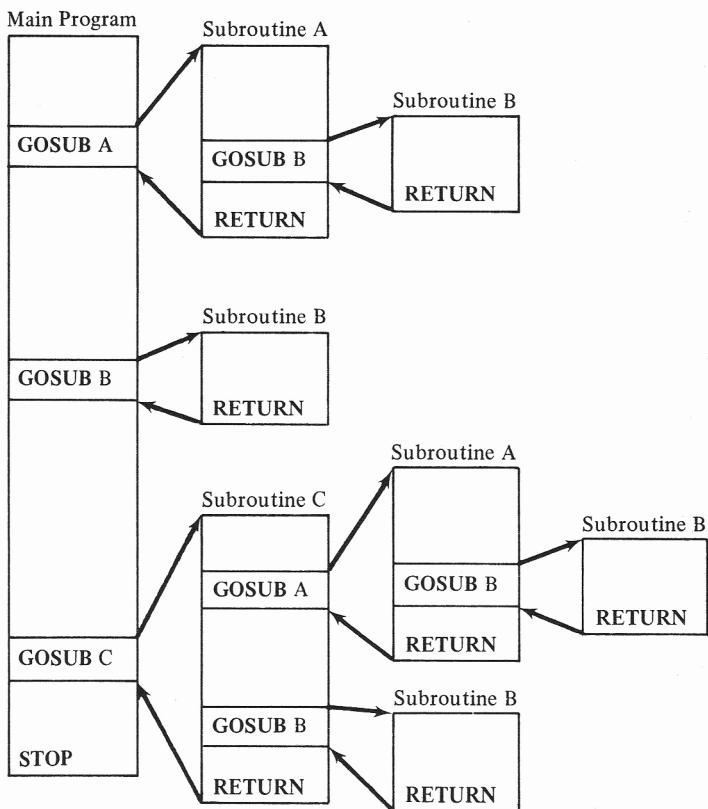 Main Program
GOSUB A
GOSUB B
GOSUB C
STOP
Subroutine A
GOSUB B
RETURN
Subroutine B
RETURN
Subroutine B
RETURN
Subroutine C
GOSUB A
GOSUB B
RETURN
Subroutine A
GOSUB B
RETURN
Subroutine B
RETURN
Subroutine B
RETURN